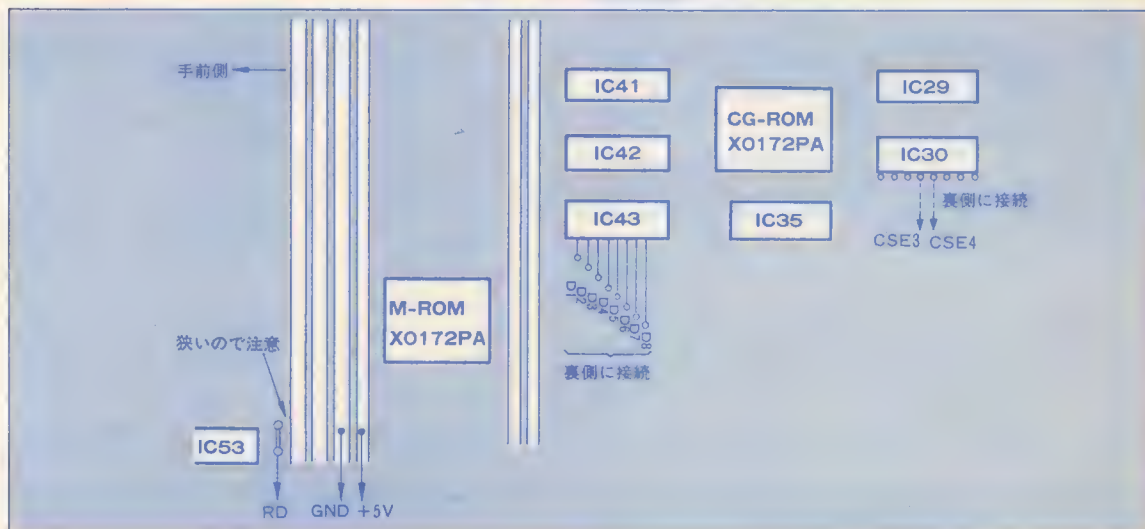 手前側
IC41
IC42
IC43
CG-ROM
X0172PA
IC35
IC29
IC30
裏側に接続
CSE3 CSE4
D1
D2
D3
D4
D5
D6
D7
D8
裏側に接続
M-ROM
X0172PA
狭いので注意
IC53
RD GND +5V